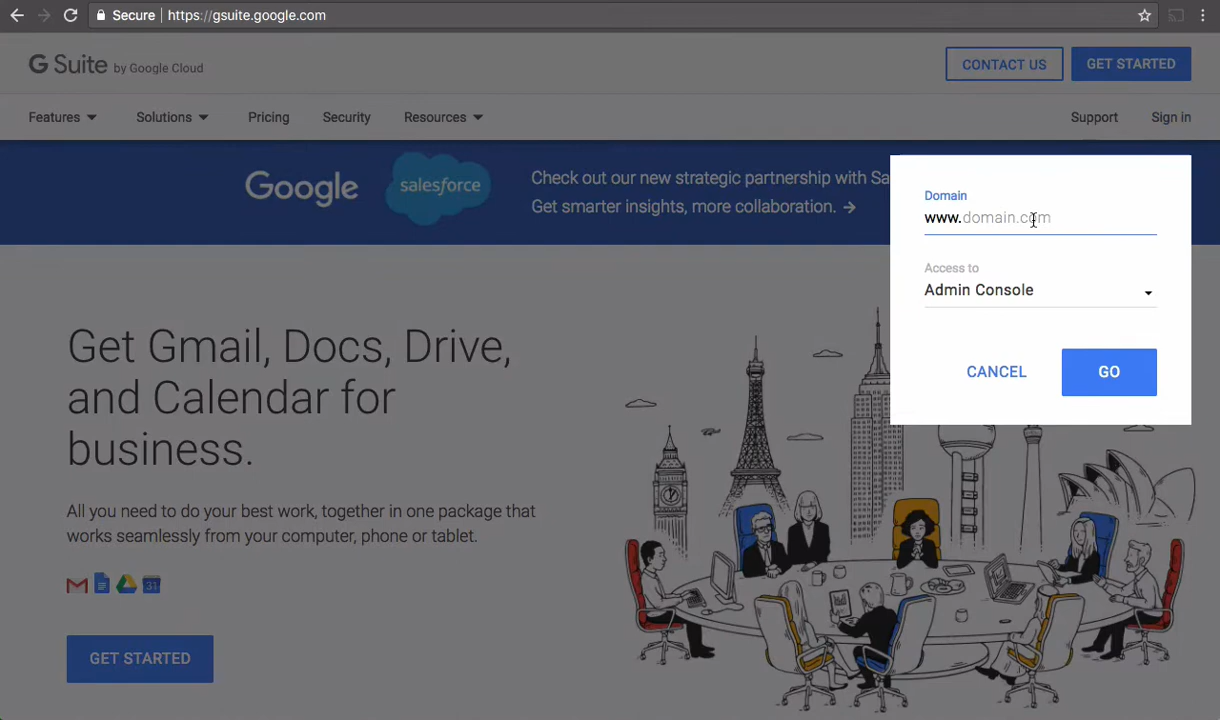 Secure https://gsuite.google.com
G Suite by Google Cloud
CONTACT US
GET STARTED
Features
Solutions
Pricing
Security
Resources
Support
Sign in
Google
salesforce
Check out our new strategic partnership with Sa
Get smarter insights, more collaboration. →
Domain
www.domain.com
Access to
Admin Console
CANCEL
GO
Get Gmail, Docs, Drive,
and Calendar for
business.
All you need to do your best work, together in one package that
works seamlessly from your computer, phone or tablet.
31
GET STARTED